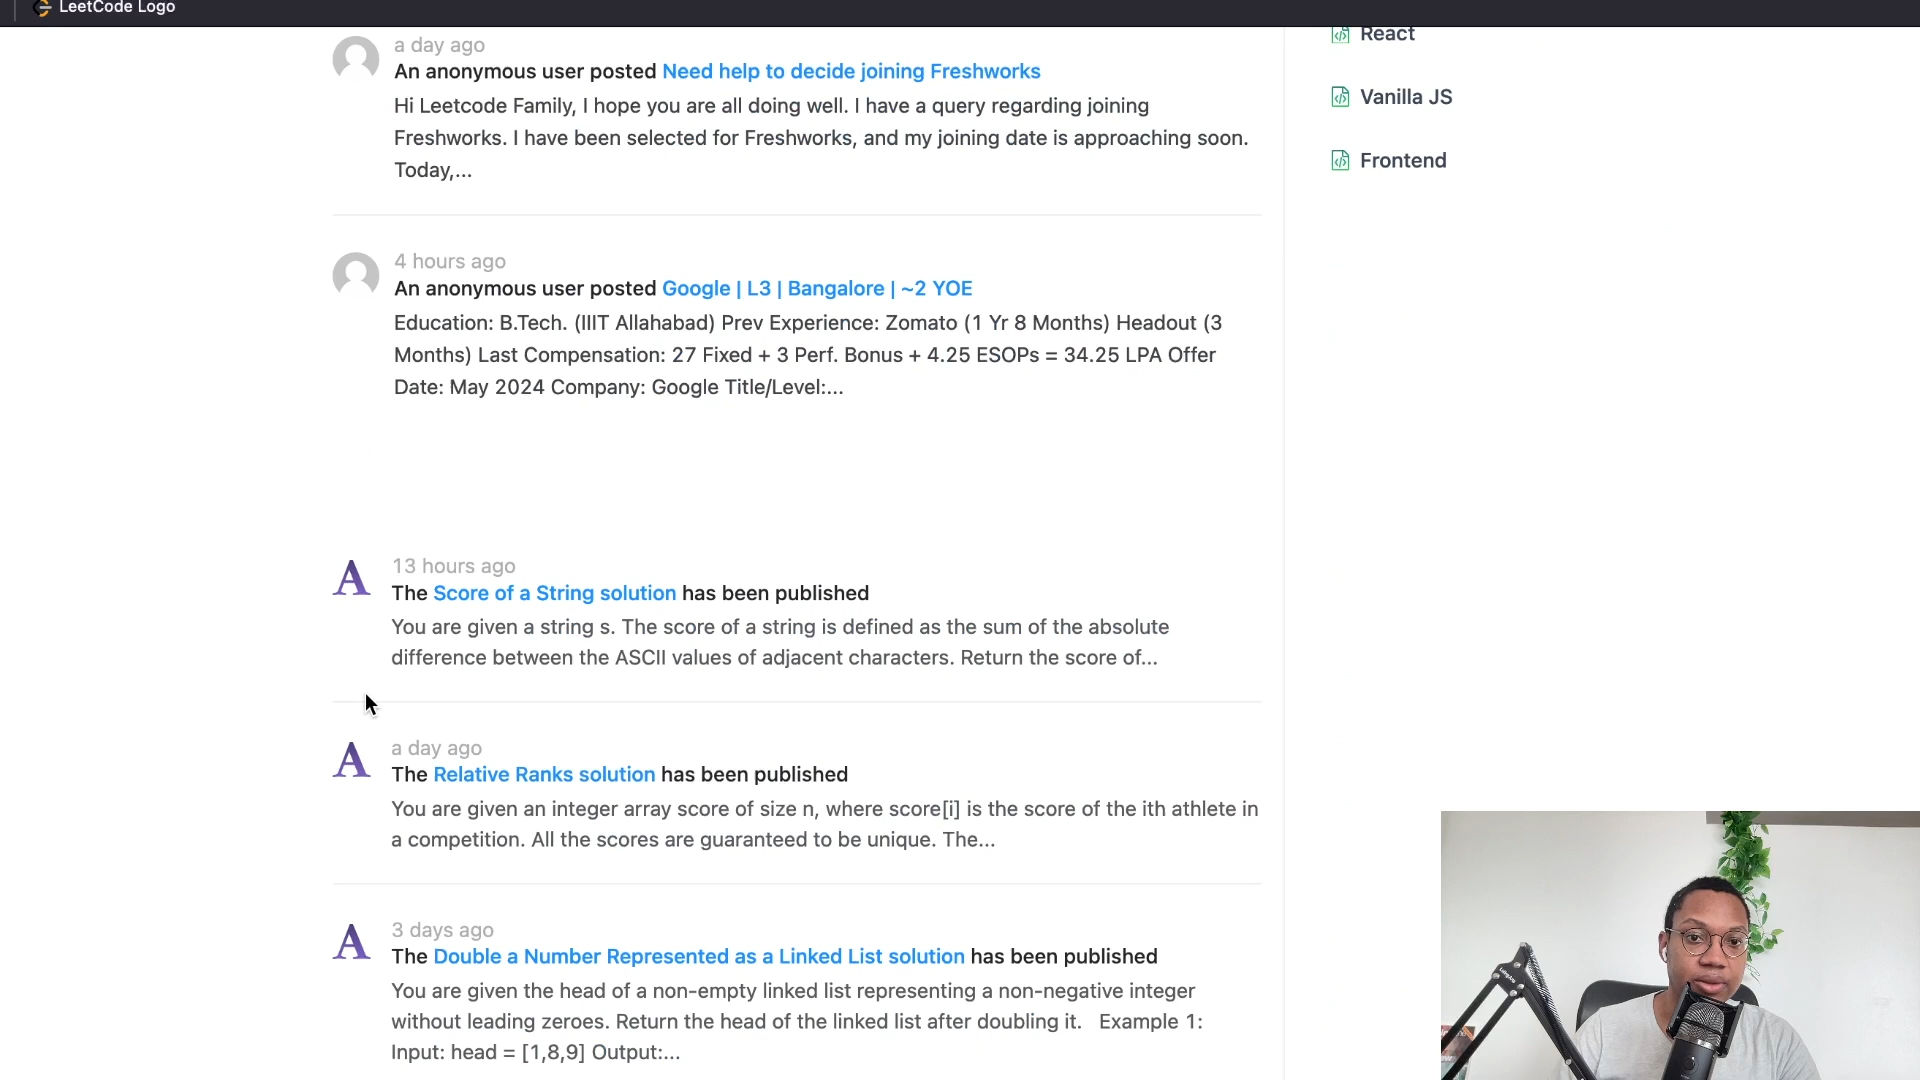 LeetCode Logo
a day ago
An anonymous user posted Need help to decide joining Freshworks
Hi Leetcode Family, I hope you are all doing well. I have a query regarding joining
Freshworks. I have been selected for Freshworks, and my joining date is approaching soon.
Today,...
4 hours ago
An anonymous user posted Google | L3 | Bangalore | ~2 YOE
Education: B.Tech. (IIIT Allahabad) Prev Experience: Zomato (1 Yr 8 Months) Headout (3
Months) Last Compensation: 27 Fixed + 3 Perf. Bonus + 4.25 ESOPs = 34.25 LPA Offer
Date: May 2024 Company: Google Title/Level:...
A
13 hours ago
The Score of a String solution has been published
You are given a string s. The score of a string is defined as the sum of the absolute
difference between the ASCII values of adjacent characters. Return the score of...
A
a day ago
The Relative Ranks solution has been published
You are given an integer array score of size n, where score[i] is the score of the ith athlete in
a competition. All the scores are guaranteed to be unique. The...
A
3 days ago
The Double a Number Represented as a Linked List solution has been published
You are given the head of a non-empty linked list representing a non-negative integer
without leading zeroes. Return the head of the linked list after doubling it.   Example 1:
Input: head = [1,8,9] Output:...
React
Vanilla JS
Frontend